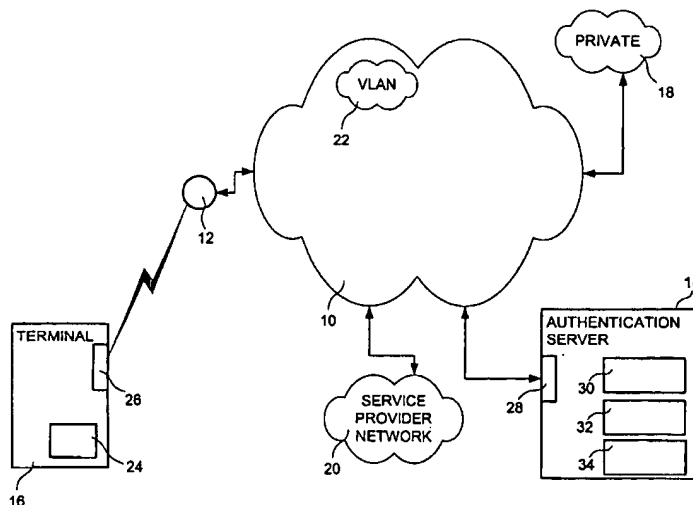 PRIVATE
18
VLAN
22
12
10
TERMINAL
26
24
16
SERVICE
PROVIDER
NETWORK
20
AUTHENTICATION
SERVER
28
30
32
34